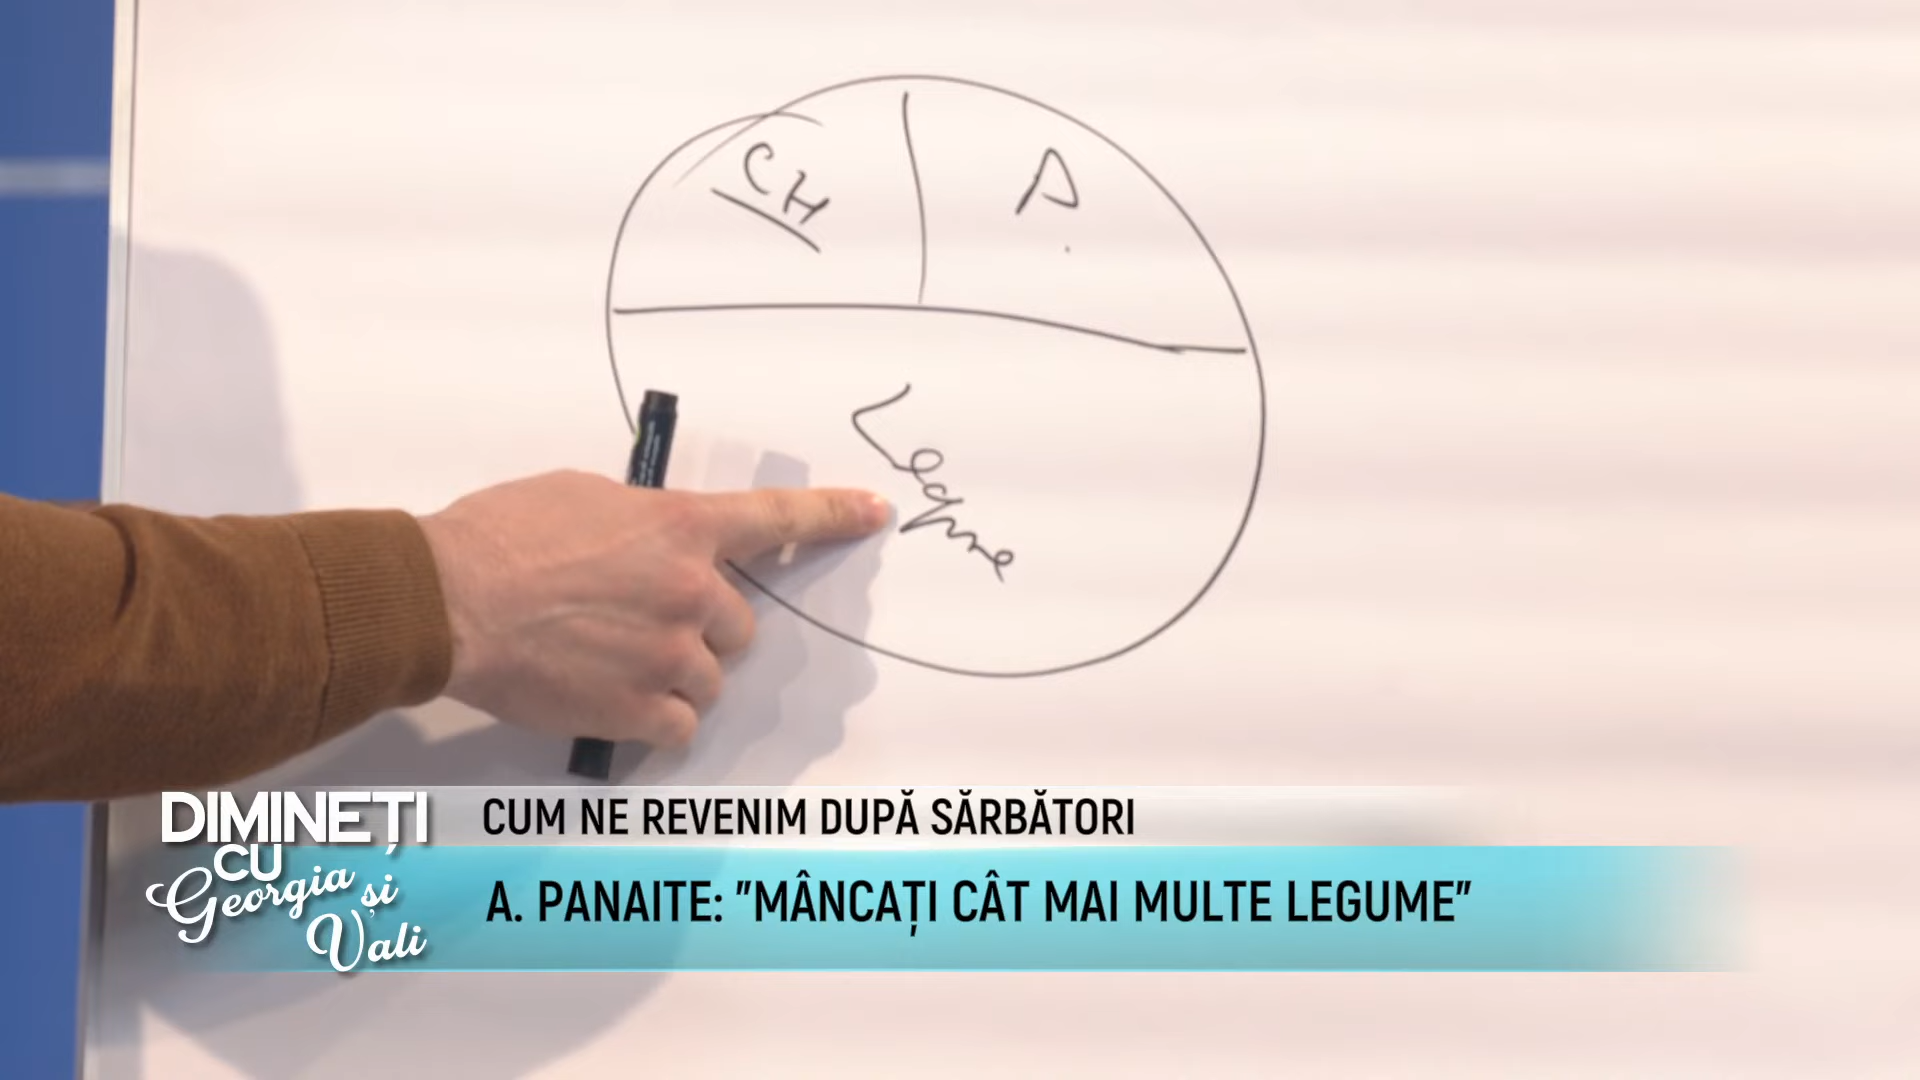 CH
P
Legume
DIMINEȚI
CU
Georgia și
Vali
CUM NE REVENIM DUPĂ SĂRBĂTORI
A. PANAITE: "MÂNCAȚI CÂT MAI MULTE LEGUME"